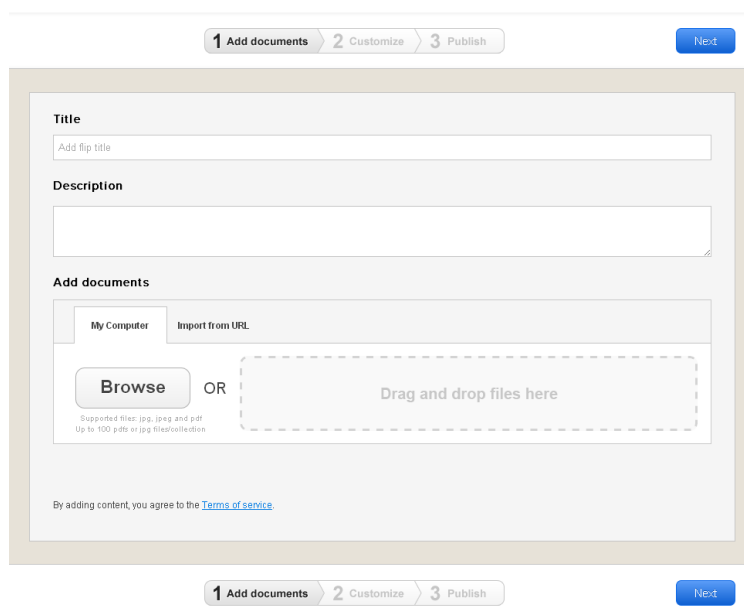 1 Add documents 2 Customize 3 Publish Next
Title
Add flip title
Description
Add documents
My Computer Import from URL
Browse OR Drag and drop files here
Supported files: jpg, jpeg and pdf
Up to 100 pdfs or jpg files/collection
By adding content, you agree to the Terms of service.
1 Add documents 2 Customize 3 Publish Next